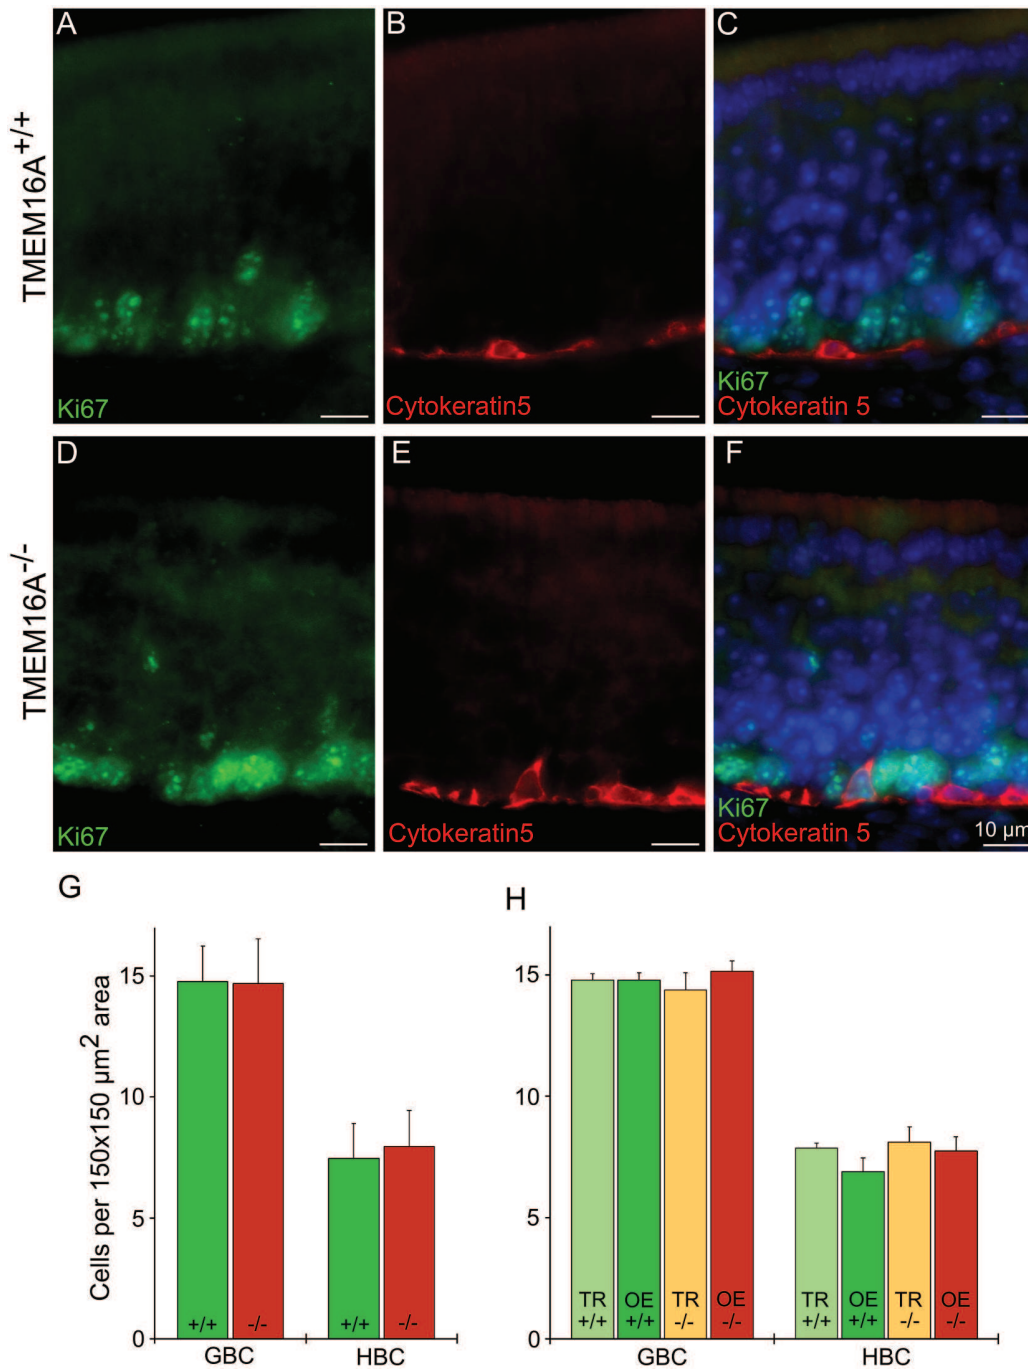 A
B
C
TMEM16A+/+
Ki67
Cytokeratin5
Ki67
Cytokeratin 5
D
E
F
TMEM16A-/-
Ki67
Cytokeratin5
Ki67
Cytokeratin 5
10 µm
G
H
Cells per 150x150 µm2 area
15
10
5
0
+/+
-/-
+/+
-/-
GBC
HBC
15
10
5
0
TR
+/+
OE
+/+
TR
-/-
OE
-/-
TR
+/+
OE
+/+
TR
-/-
OE
-/-
GBC
HBC